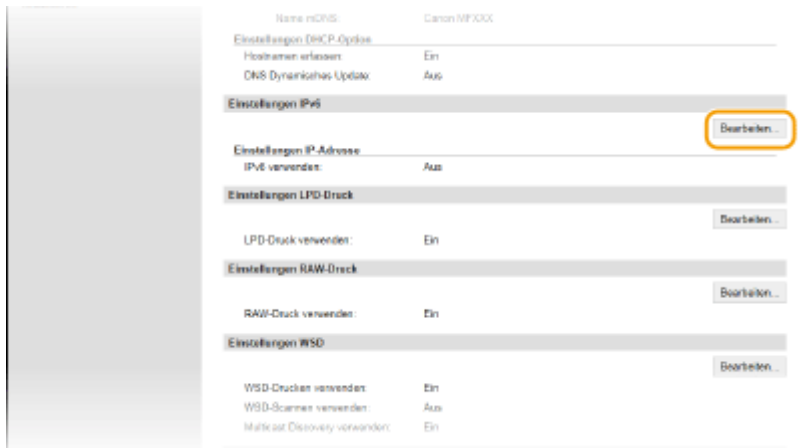 Name mDNS: Canon MFXXX
Einstellungen DHCP-Option
Hostnamen erfassen: Ein
DNS Dynamisches Update: Aus
Einstellungen IPv6
Bearbeiten...
Einstellungen IP-Adresse
IPv6 verwenden: Aus
Einstellungen LPD-Druck
Bearbeiten...
LPD-Druck verwenden: Ein
Einstellungen RAW-Druck
Bearbeiten...
RAW-Druck verwenden: Ein
Einstellungen WSD
Bearbeiten...
WSD-Drucken verwenden: Ein
WSD-Scannen verwenden: Aus
Multicast Discovery verwenden: Ein